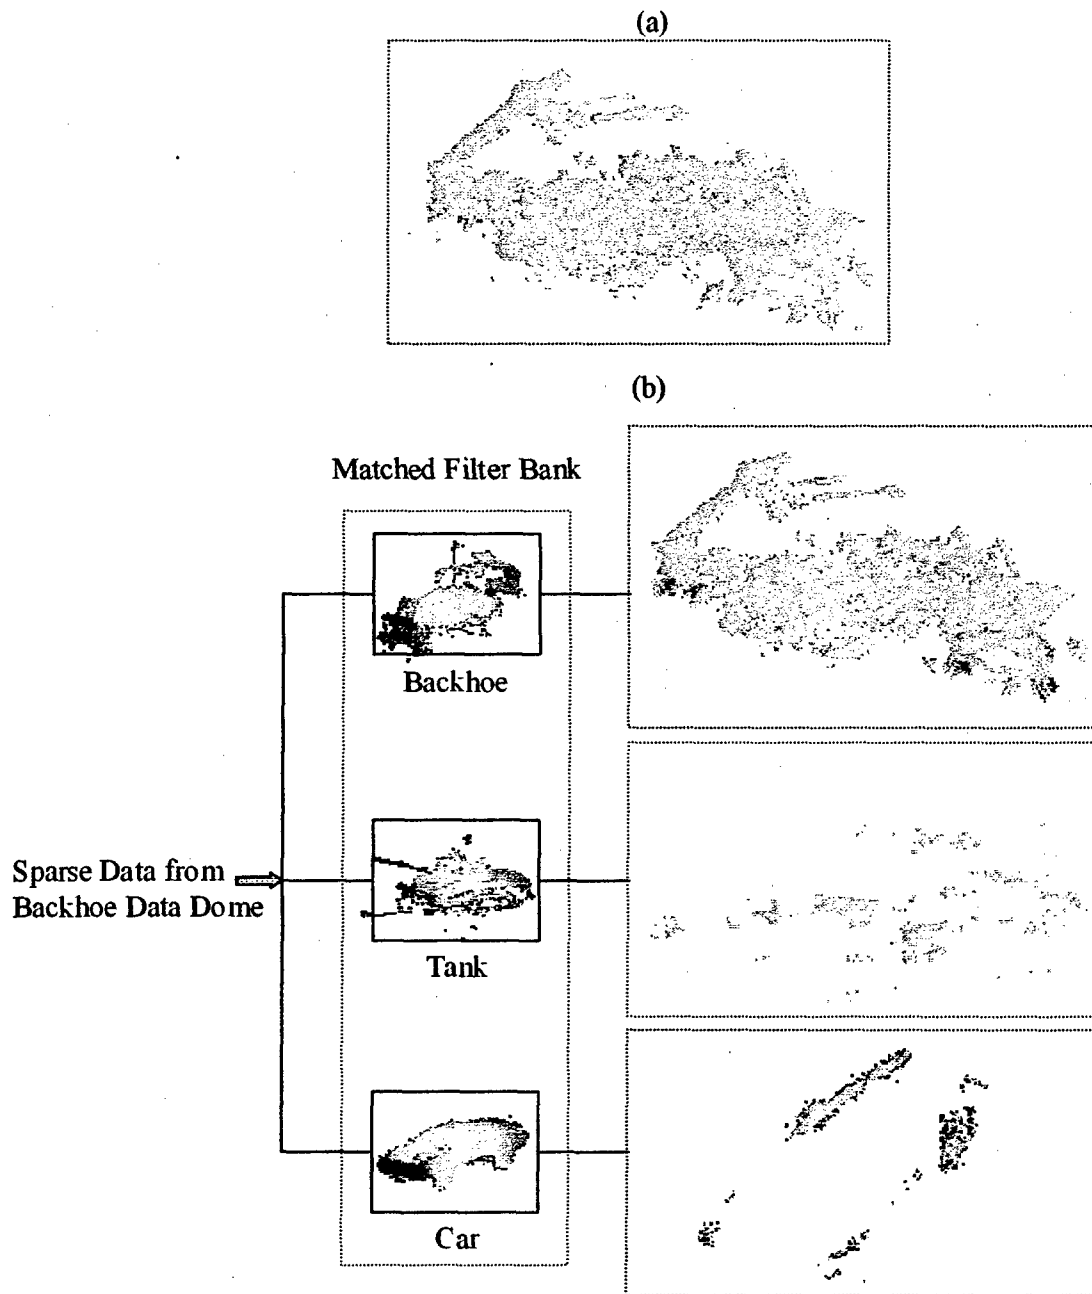 (a)
(b)
Matched Filter Bank
Backhoe
Sparse Data from
Backhoe Data Dome
Tank
Car